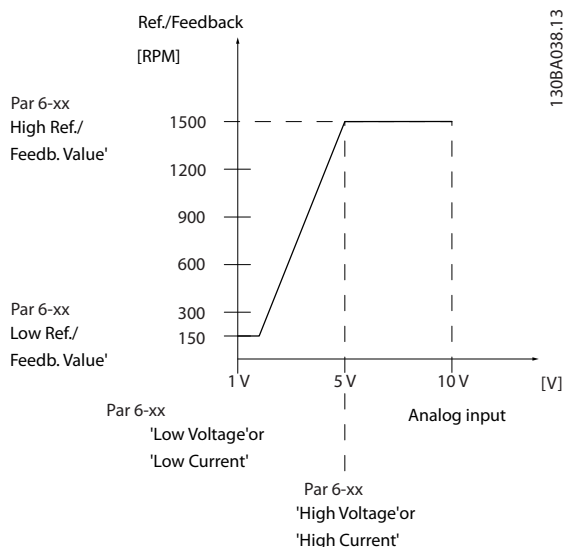 Ref./Feedback
[RPM]
130BA038.13
Par 6-xx
High Ref./
Feedb. Value'
1500
1200
900
600
Par 6-xx
Low Ref./
Feedb. Value'
300
150
1 V
5 V
10 V
[V]
Par 6-xx
'Low Voltage'or
'Low Current'
Analog input
Par 6-xx
'High Voltage'or
'High Current'